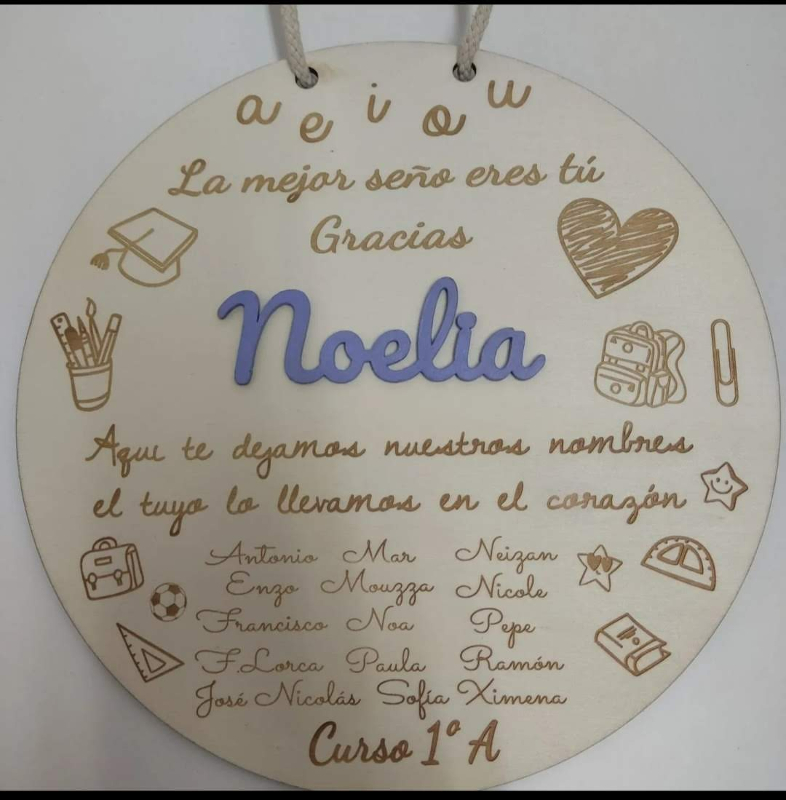 a e i o u
La mejor seño eres tú
Gracias
Noelia
Aqui te dejamos nuestros nombres
el tuyo lo llevamos en el corazón
Antonio Mar Neizan
Enzo Mouzza Nicole
Francisco Noa Pepe
F.Lorca Paula Ramón
José Nicolás Sofía Ximena
Curso 1º A